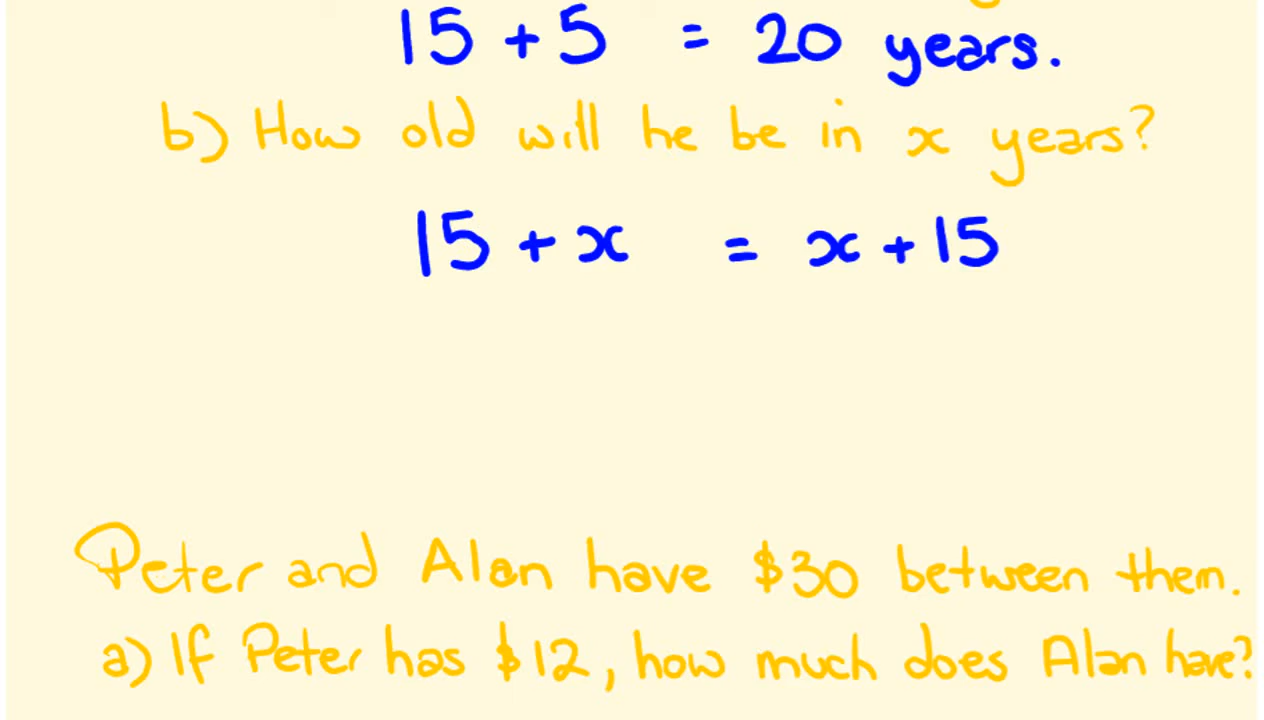 15 + 5 = 20 years.
b) How old will he be in x years?
15 + x = x + 15
Peter and Alan have $30 between them.
a) If Peter has $12, how much does Alan have?